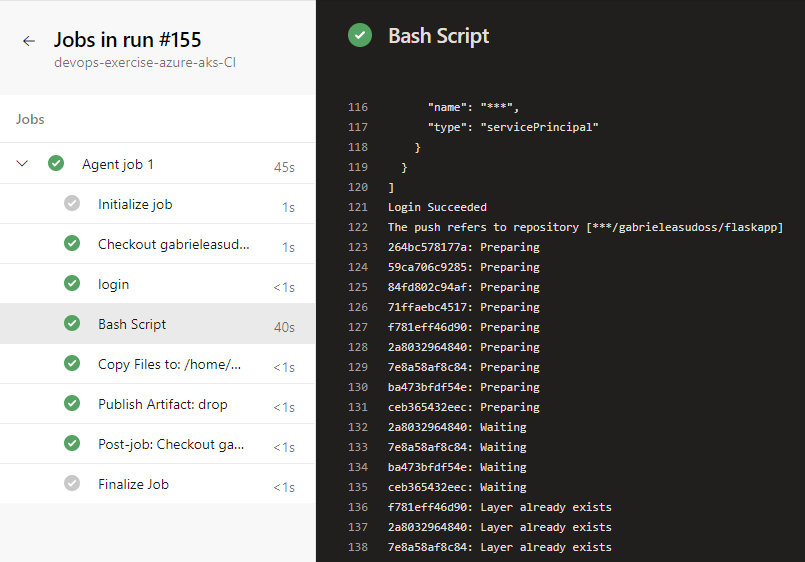 Jobs in run #155
devops-exercise-azure-aks-CI
Jobs
Agent job 1 45s
Initialize job 1s
Checkout gabrieleasud... 1s
login <1s
Bash Script 40s
Copy Files to: /home/... <1s
Publish Artifact: drop <1s
Post-job: Checkout ga... <1s
Finalize Job <1s
Bash Script
116 "name": "***",
117 "type": "servicePrincipal"
118 }
119 }
120 ]
121 Login Succeeded
122 The push refers to repository [***/gabrieleasudoss/flaskapp]
123 264bc578177a: Preparing
124 59ca706c9285: Preparing
125 84fd802c94af: Preparing
126 71ffaebc4517: Preparing
127 f781eff46d90: Preparing
128 2a8032964840: Preparing
129 7e8a58af8c84: Preparing
130 ba473bfdf54e: Preparing
131 ceb365432eec: Preparing
132 2a8032964840: Waiting
133 7e8a58af8c84: Waiting
134 ba473bfdf54e: Waiting
135 ceb365432eec: Waiting
136 f781eff46d90: Layer already exists
137 2a8032964840: Layer already exists
138 7e8a58af8c84: Layer already exists